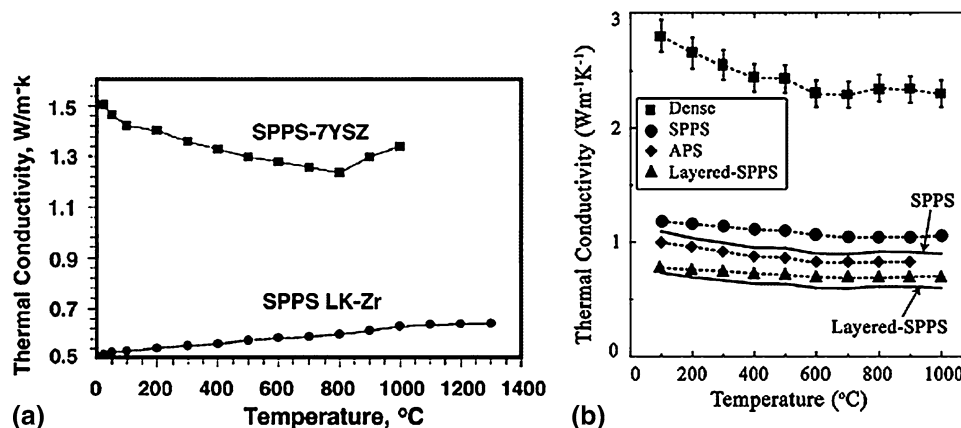 (a)
Thermal Conductivity, W/m-k
1.5
1.3
1.1
0.9
0.7
0.5
SPPS-7YSZ
SPPS LK-Zr
0 200 400 600 800 1000 1200 1400
Temperature, °C
(b)
Thermal Conductivity (Wm⁻¹K⁻¹)
3
2
1
0
Dense
SPPS
APS
Layered-SPPS
SPPS
Layered-SPPS
200 400 600 800 1000
Temperature (°C)